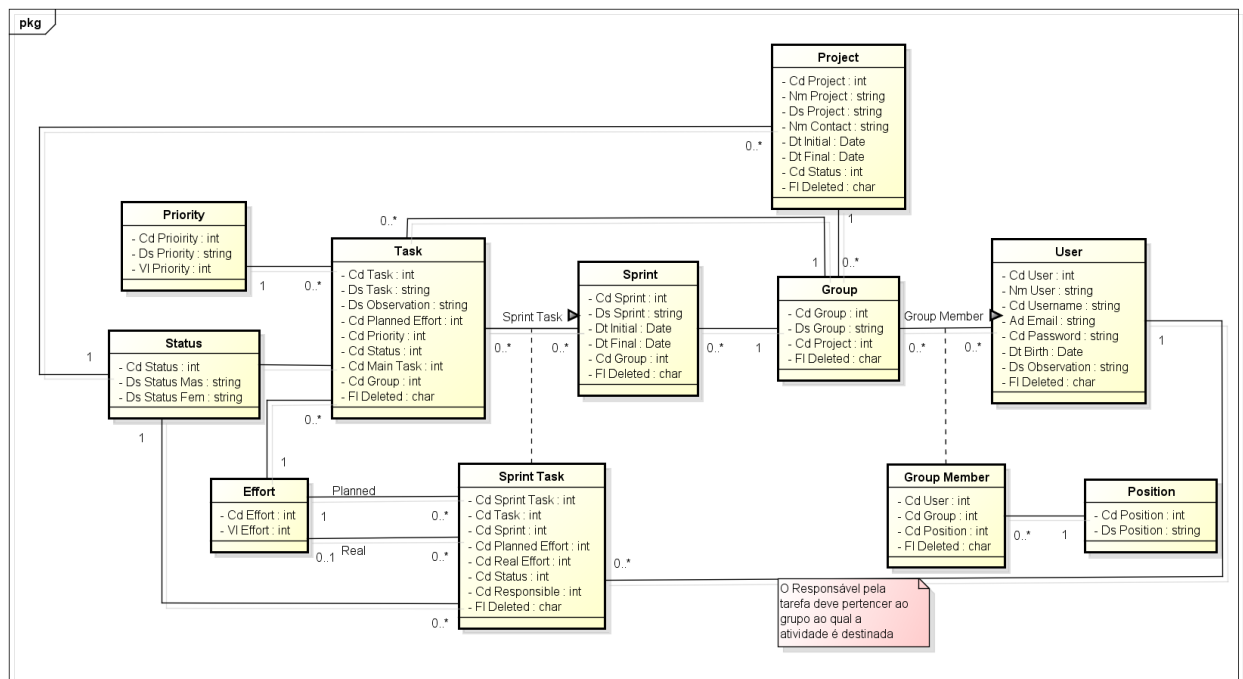 pkg
Project
- Cd Project : int
- Nm Project : string
- Ds Project : string
- Nm Contact : string
- Dt Initial : Date
- Dt Final : Date
- Cd Status : int
- Fl Deleted : char
0..*
1
0..*
Priority
- Cd Prioirity : int
- Ds Priority : string
- Vl Priority : int
1
0..*
0..*
1
Task
- Cd Task : int
- Ds Task : string
- Ds Observation : string
- Cd Planned Effort : int
- Cd Priority : int
- Cd Status : int
- Cd Main Task : int
- Cd Group : int
- Fl Deleted : char
Sprint Task
0..*
0..*
Sprint
- Cd Sprint : int
- Ds Sprint : string
- Dt Initial : Date
- Dt Final : Date
- Cd Group : int
- Fl Deleted : char
0..*
1
Group
- Cd Group : int
- Ds Group : string
- Cd Project : int
- Fl Deleted : char
Group Member
0..*
0..*
User
- Cd User : int
- Nm User : string
- Cd Username : string
- Ad Email : string
- Cd Password : string
- Dt Birth : Date
- Ds Observation : string
- Fl Deleted : char
1
1
Status
- Cd Status : int
- Ds Status Mas : string
- Ds Status Fem : string
1
0..*
1
Effort
- Cd Effort : int
- Vl Effort : int
Planned
1
0..*
0..1
Real
0..*
Sprint Task
- Cd Sprint Task : int
- Cd Task : int
- Cd Sprint : int
- Cd Planned Effort : int
- Cd Real Effort : int
- Cd Status : int
- Cd Responsible : int
- Fl Deleted : char
0..*
0..*
Group Member
- Cd User : int
- Cd Group : int
- Cd Position : int
- Fl Deleted : char
0..*
1
Position
- Cd Position : int
- Ds Position : string
O Responsável pela
tarefa deve pertencer ao
grupo ao qual a
atividade é destinada